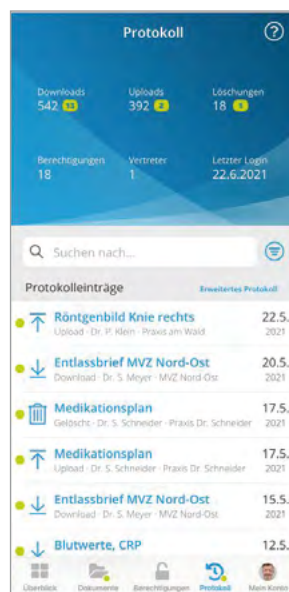 Protokoll
?
Downloads Uploads Löschungen
542 13 392 2 18 1
Berechtigungen Vertreter Letzter Login
18 1 22.6.2021
Suchen nach...
Protokolleinträge Erweitertes Protokoll
Röntgenbild Knie rechts 22.5.
Upload · Dr. P. Klein · Praxis am Wald 2021
Entlassbrief MVZ Nord-Ost 20.5.
Download · Dr. S. Meyer · MVZ Nord-Ost 2021
Medikationsplan 17.5.
Gelöscht · Dr. S. Schneider · Praxis Dr. Schneider 2021
Medikationsplan 17.5.
Upload · Dr. S. Schneider · Praxis Dr. Schneider 2021
Entlassbrief MVZ Nord-Ost 15.5.
Download · Dr. S. Meyer · MVZ Nord-Ost 2021
Blutwerte, CRP 12.5.
Überblick Dokumente Berechtigungen Protokoll Mein Konto